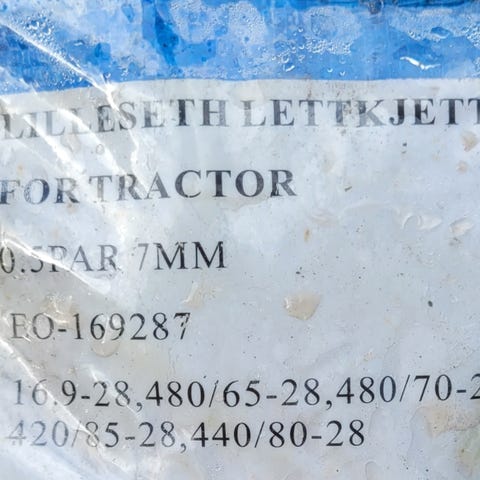 LILLESETH LETTKJETT
FOR TRACTOR
0.5PAR 7MM
EO-169287
16.9-28,480/65-28,480/70-2
420/85-28,440/80-28